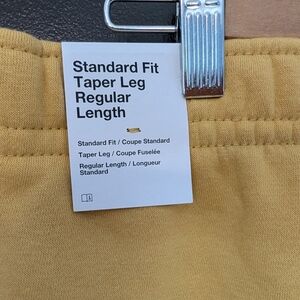 Standard Fit
Taper Leg
Regular
Length
Standard Fit / Coupe Standard
Taper Leg / Coupe Fuselée
Regular Length / Longueur
Standard